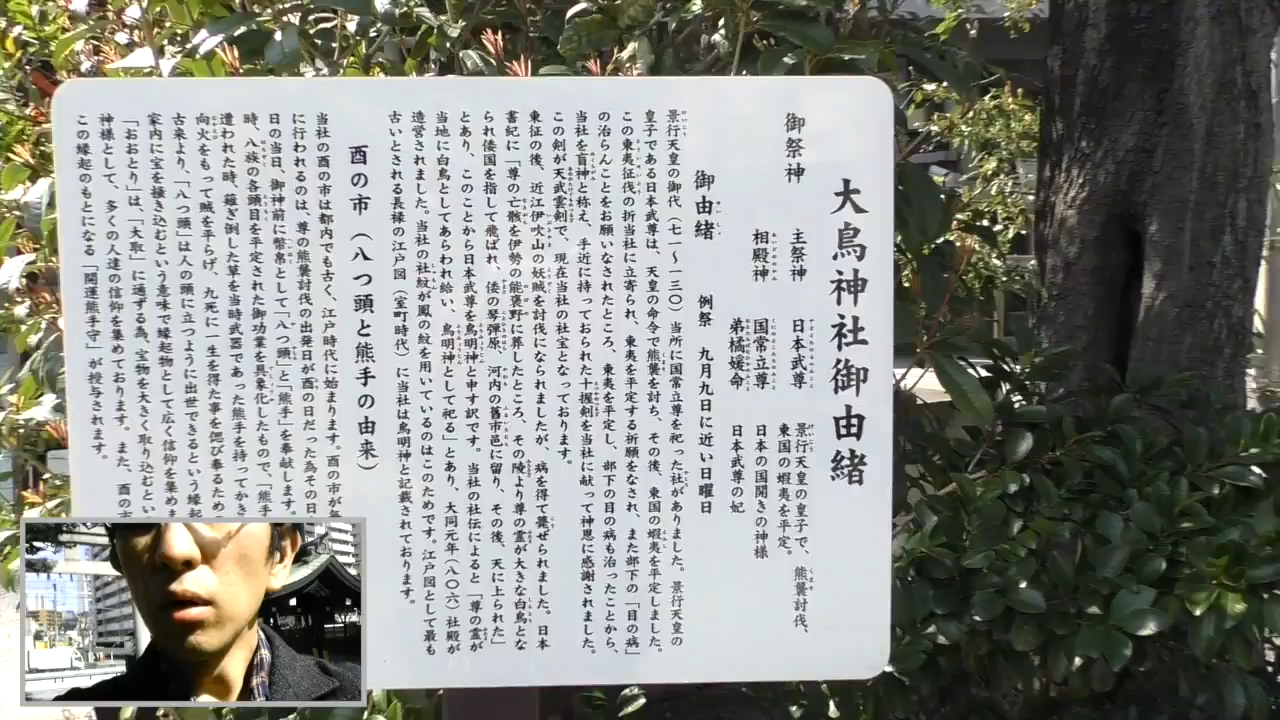 大鳥神社御由緒
御祭神
主祭神 日本武尊 景行天皇の皇子で、熊襲討伐、
東国の蝦夷を平定。
相殿神 国常立尊 日本の国開きの神様
弟橘媛命 日本武尊の妃
御由緒 例祭 九月九日に近い日曜日
景行天皇の御代(七一~一三〇)当所に国常立尊を祀った社がありました。景行天皇の
皇子である日本武尊は、天皇の命令で熊襲を討ち、その後、東国の蝦夷を平定しました。
この東夷征伐の折当社に立寄られ、東夷を平定する祈願をなされ、また部下の「目の病」
の治らんことをお願いなされたところ、東夷を平定し、部下の目の病も治ったことから、
当社を盲神と称え、手近に持っておられた十握剣を当社に献って神恩に感謝されました。
この剣が天武雲剣で、現在当社の社宝となっております。
東征の後、近江伊吹山の妖賊を討伐になられましたが、病を得て薨ぜられました。日本
書紀に「尊の亡骸を伊勢の能褒野に葬したところ、その陵より尊の霊が大きな白鳥とな
られ倭国を指して飛ばれ、倭の琴弾原、河内の舊市邑に留り、その後、天に上られた」
とあり、このことから日本武尊を鳥明神と申す訳です。当社の社伝によると「尊の霊が
当地に白鳥としてあらわれ給い、鳥明神として祀る」とあり、大同元年(八〇六)社殿が
造営されました。当社の社紋が鳳の紋を用いているのはこのためです。江戸図として最も
古いとされる長禄の江戸図(室町時代)に当社は鳥明神と記載されております。
酉の市(八つ頭と熊手の由来)
当社の酉の市は都内でも古く、江戸時代に始まります。酉の市が毎
に行われるのは、尊の熊襲討伐の出発日が酉の日だった為その日
日の当日、御神前に幣帛として「八つ頭」と「熊手」を奉献します。
時、八族の各頭目を平定された御功業を具象化したもので、「熊手
遭われた時、薙ぎ倒した草を当時武器であった熊手を持ってかき
向火をもって賊を平らげ、九死に一生を得た事を偲び奉るため
古来より、「八つ頭」は人の頭に立つように出世できるという縁起
家内に宝を掻き込むという意味で縁起物として広く信仰を集めま
「おおとり」は、「大取」に通ずる為、宝物を大きく取り込むとい
神様として、多くの人達の信仰を集めております。また、酉の市
この縁起のもとになる「開運熊手守」が授与されます。